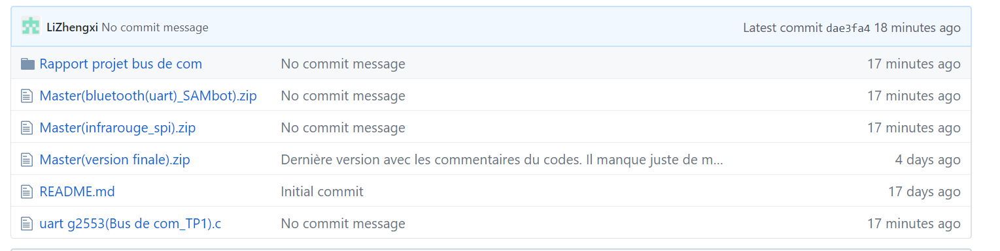 LiZhengxi No commit message Latest commit dae3fa4 18 minutes ago
Rapport projet bus de com No commit message 17 minutes ago
Master(bluetooth(uart)_SAMbot).zip No commit message 17 minutes ago
Master(infrarouge_spi).zip No commit message 17 minutes ago
Master(version finale).zip Dernière version avec les commentaires du codes. Il manque juste de m... 4 days ago
README.md Initial commit 17 days ago
uart g2553(Bus de com_TP1).c No commit message 17 minutes ago